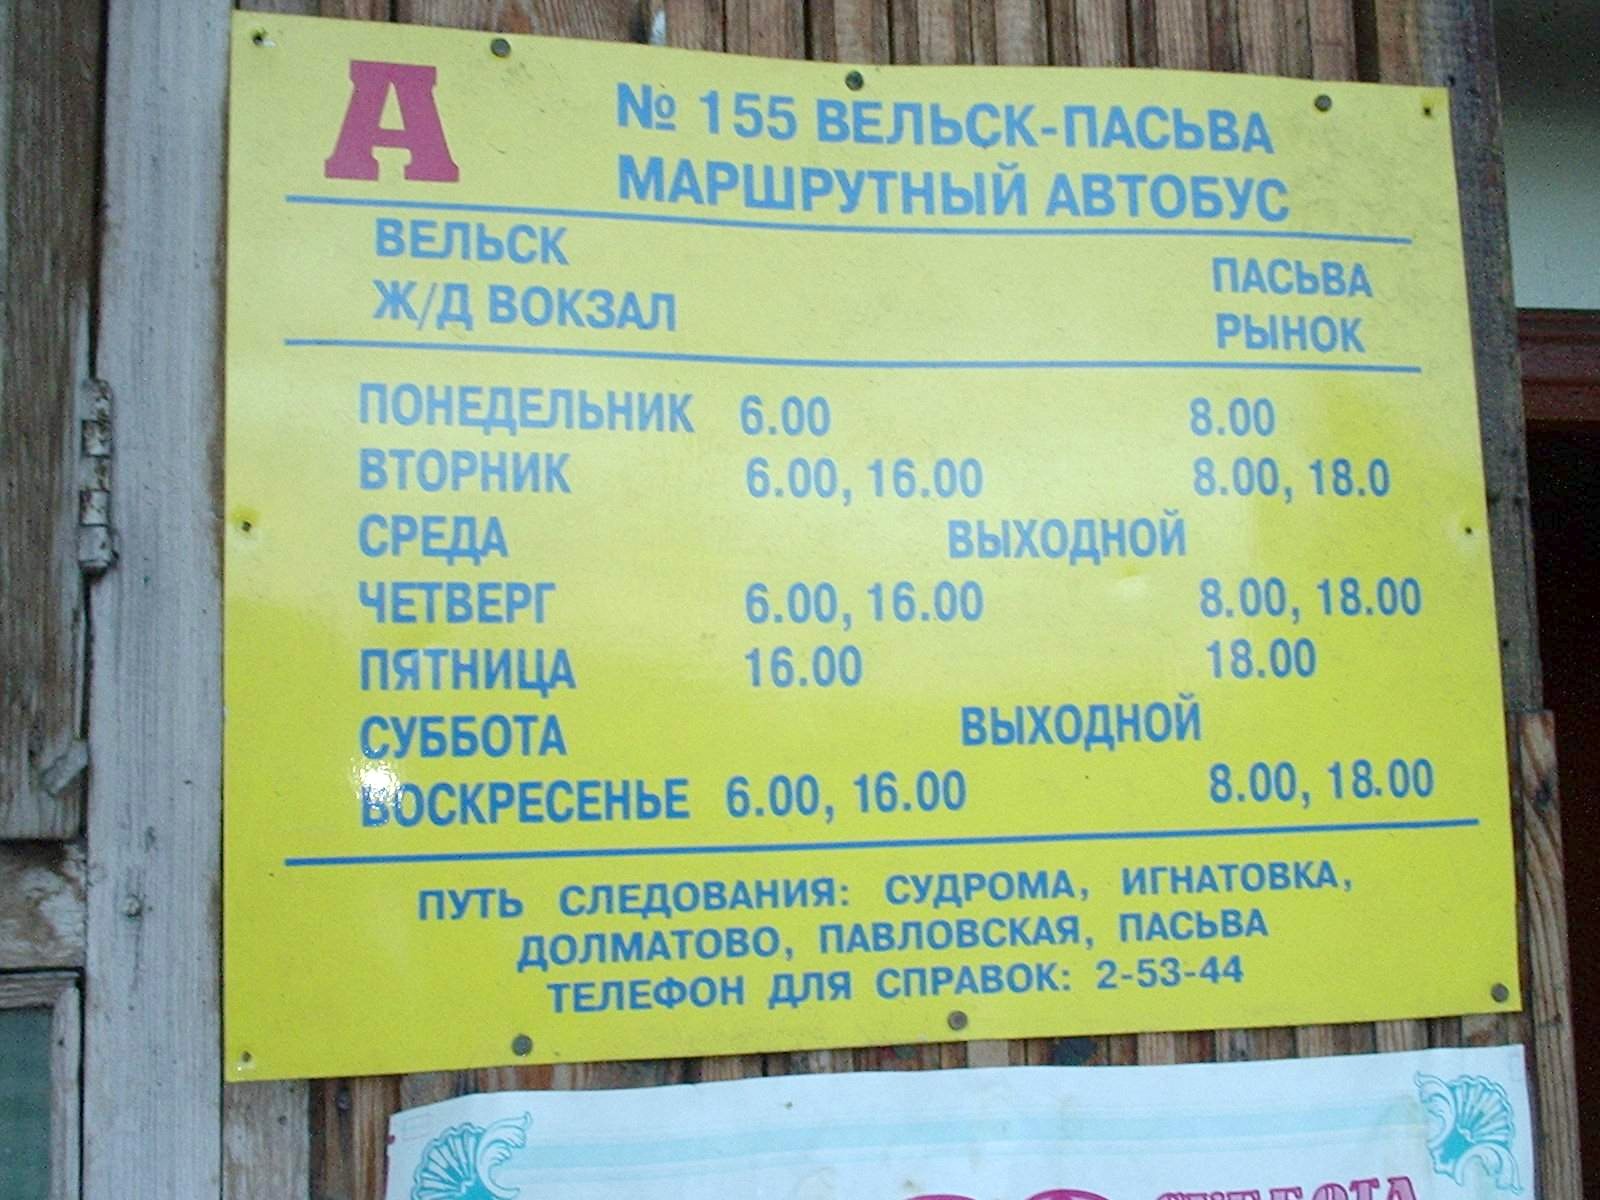 А
№ 155 ВЕЛЬСК-ПАСЬВА
МАРШРУТНЫЙ АВТОБУС
ВЕЛЬСК ПАСЬВА
Ж/Д ВОКЗАЛ РЫНОК
ПОНЕДЕЛЬНИК 6.00 8.00
ВТОРНИК 6.00, 16.00 8.00, 18.0
СРЕДА ВЫХОДНОЙ
ЧЕТВЕРГ 6.00, 16.00 8.00, 18.00
ПЯТНИЦА 16.00 18.00
СУББОТА ВЫХОДНОЙ
ВОСКРЕСЕНЬЕ 6.00, 16.00 8.00, 18.00
ПУТЬ СЛЕДОВАНИЯ: СУДРОМА, ИГНАТОВКА,
ДОЛМАТОВО, ПАВЛОВСКАЯ, ПАСЬВА
ТЕЛЕФОН ДЛЯ СПРАВОК: 2-53-44
СУББОТА